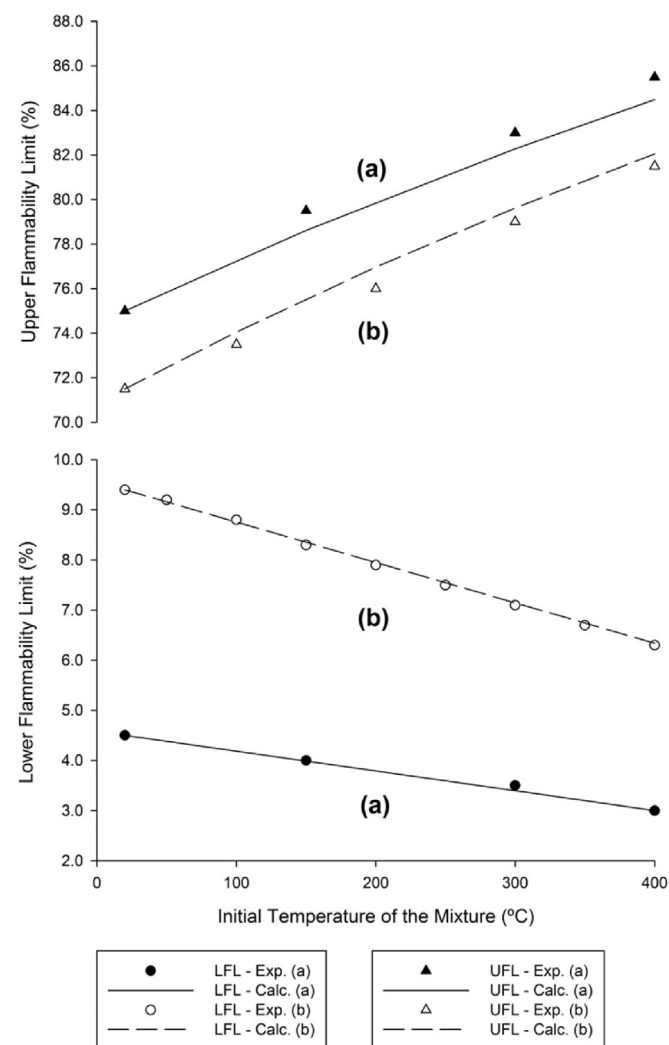 88.0
86.0
84.0
82.0
80.0
78.0
76.0
74.0
72.0
70.0
Upper Flammability Limit (%)
(a)
(b)
10.0
9.0
8.0
7.0
6.0
5.0
4.0
3.0
2.0
Lower Flammability Limit (%)
(b)
(a)
0 100 200 300 400
Initial Temperature of the Mixture (ºC)
LFL - Exp. (a)
LFL - Calc. (a)
LFL - Exp. (b)
LFL - Calc. (b)
UFL - Exp. (a)
UFL - Calc. (a)
UFL - Exp. (b)
UFL - Calc. (b)